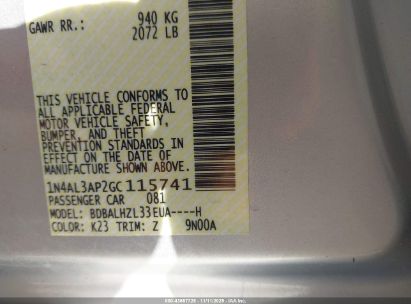 GAWR RR.: 940 KG
2072 LB
THIS VEHICLE CONFORMS TO
ALL APPLICABLE FEDERAL
MOTOR VEHICLE SAFETY,
BUMPER, AND THEFT
PREVENTION STANDARDS IN
EFFECT ON THE DATE OF
MANUFACTURE SHOWN ABOVE.
1N4AL3AP2GC115741
PASSENGER CAR 081
MODEL: BDBALHZL33EUA----H
COLOR: K23 TRIM: Z 9N00A